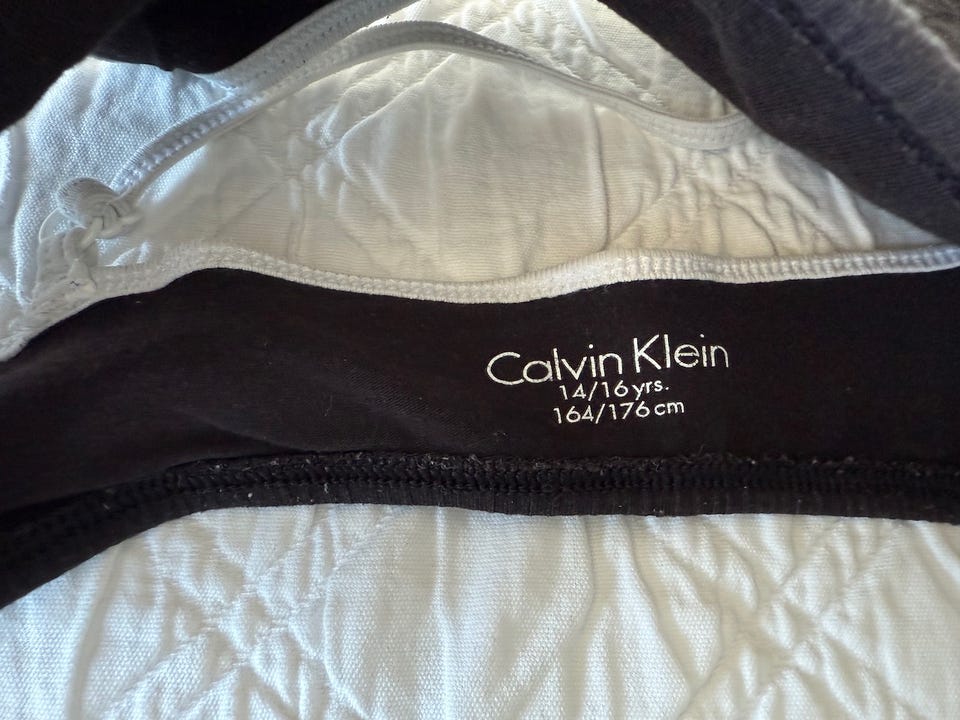 Calvin Klein
14/16 yrs.
164/176 cm